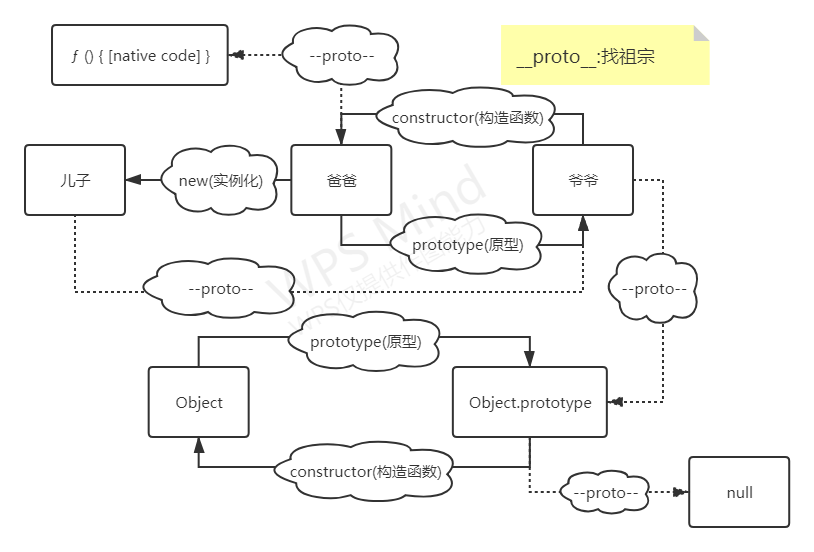 ƒ () { [native code] }
--proto--
__proto__:找祖宗
constructor(构造函数)
儿子
new(实例化)
爸爸
爷爷
prototype(原型)
--proto--
--proto--
prototype(原型)
Object
Object.prototype
constructor(构造函数)
--proto--
null
WPS Mind